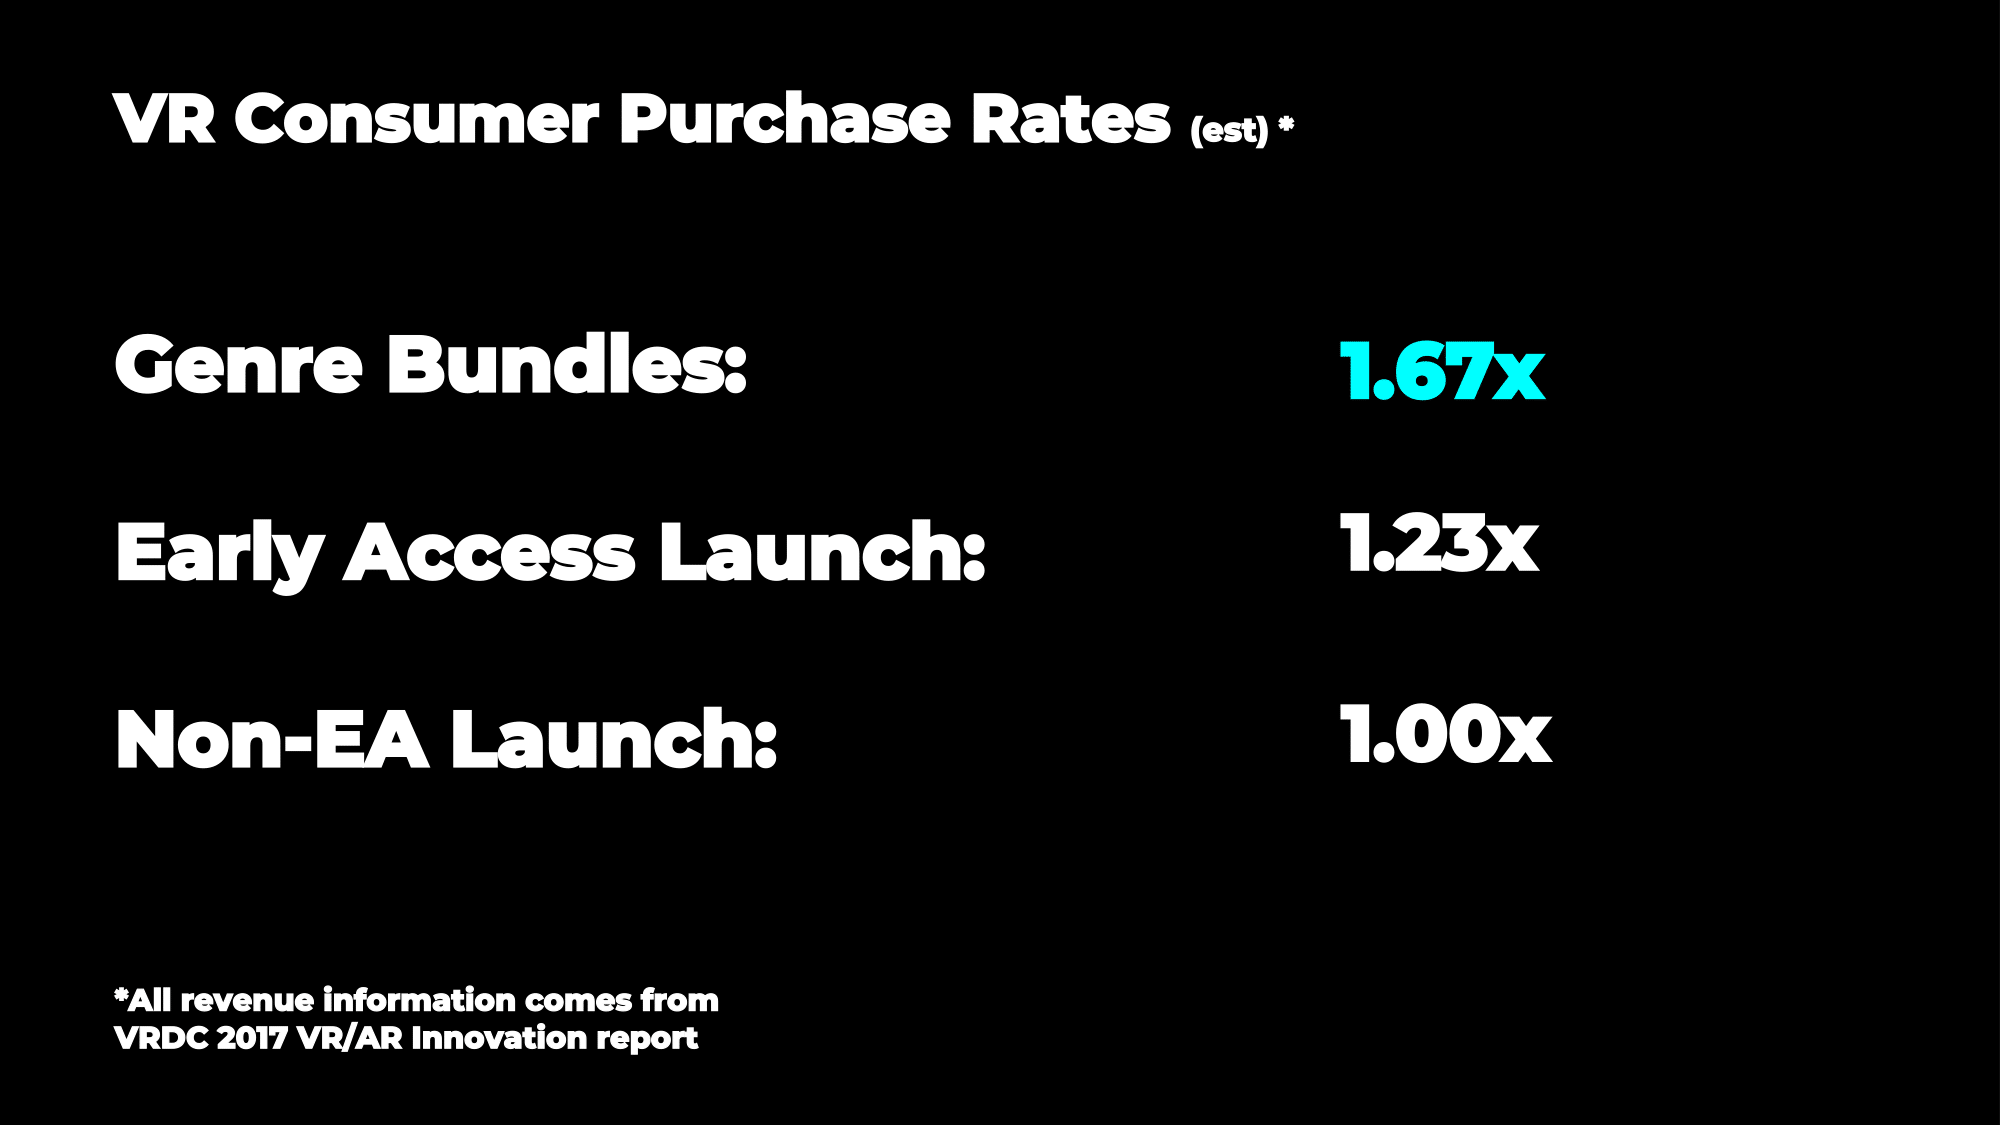 VR Consumer Purchase Rates (est) *
Genre Bundles: 1.67x
Early Access Launch: 1.23x
Non-EA Launch: 1.00x
*All revenue information comes from
VRDC 2017 VR/AR Innovation report